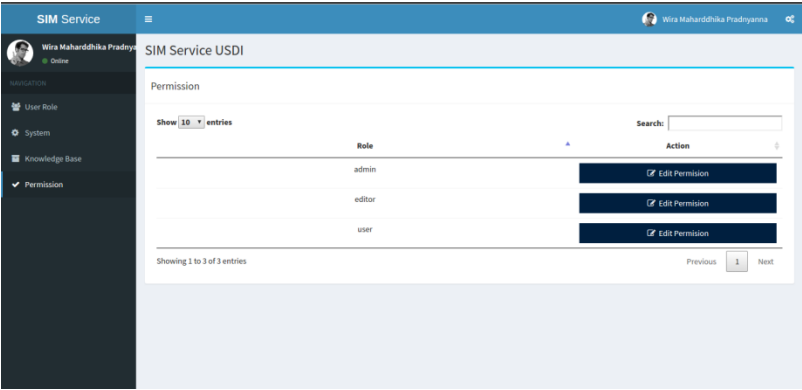 SIM Service
Wira Maharddhika Pradnyanna
Wira Maharddhika Pradnya
Online
SIM Service USDI
NAVIGATION
User Role
System
Knowledge Base
Permission
Permission
Show 10 entries
Search:
Role Action
admin Edit Permision
editor Edit Permision
user Edit Permision
Showing 1 to 3 of 3 entries
Previous 1 Next